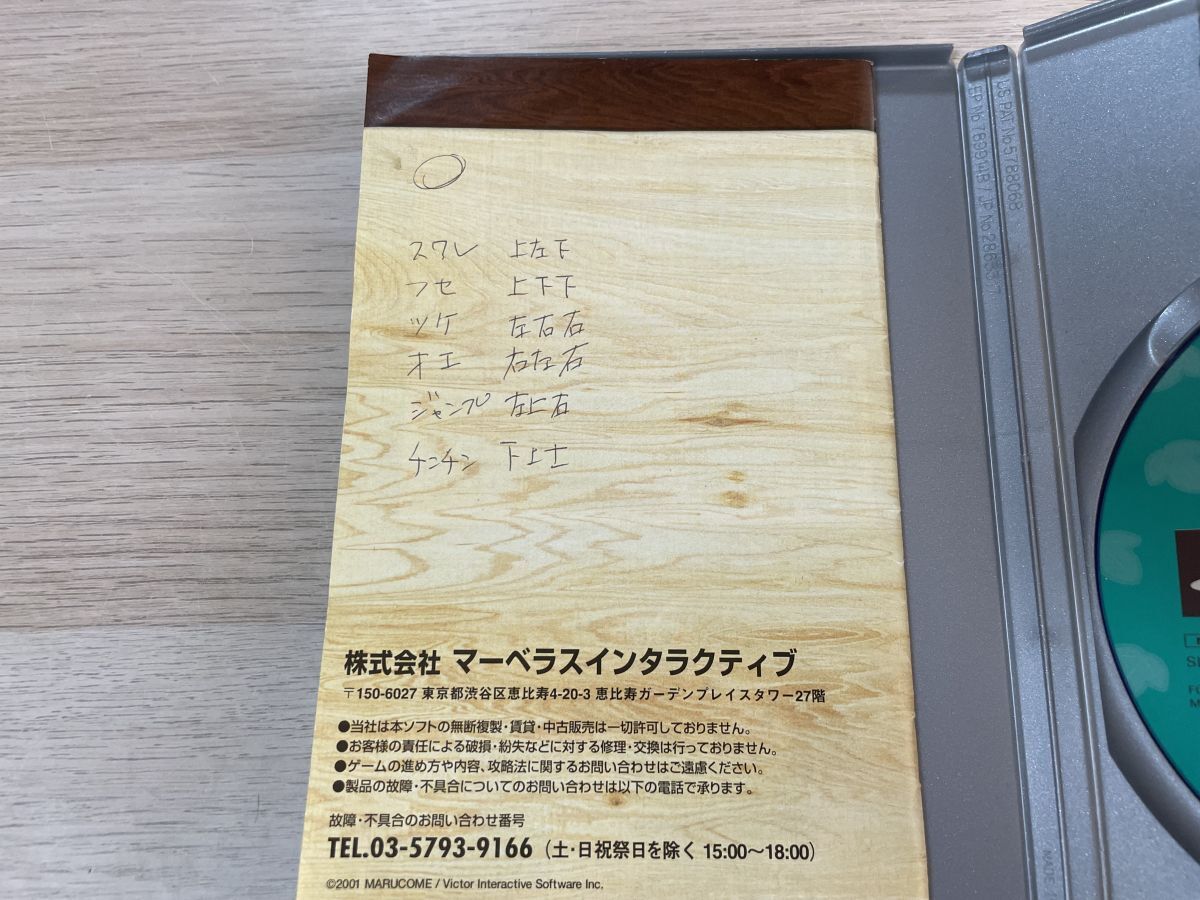 スワレ 上左下
フセ 上下下
ツケ 左右右
オエ 右左右
ジャンプ 左上右
チンチン 下上士
株式会社 マーベラスインタラクティブ
〒150-6027 東京都渋谷区恵比寿4-20-3 恵比寿ガーデンプレイスタワー27階
●当社は本ソフトの無断複製・賃貸・中古販売は一切許可しておりません。
●お客様の責任による破損・紛失などに対する修理・交換は行っておりません。
●ゲームの進め方や内容、攻略法に関するお問い合わせはご遠慮ください。
●製品の故障・不具合についてのお問い合わせは以下の電話で承ります。
故障・不具合のお問い合わせ番号
TEL.03-5793-9166（土・日祝祭日を除く 15:00〜18:00）
©2001 MARUCOME / Victor Interactive Software Inc.
US PAT No 5788068